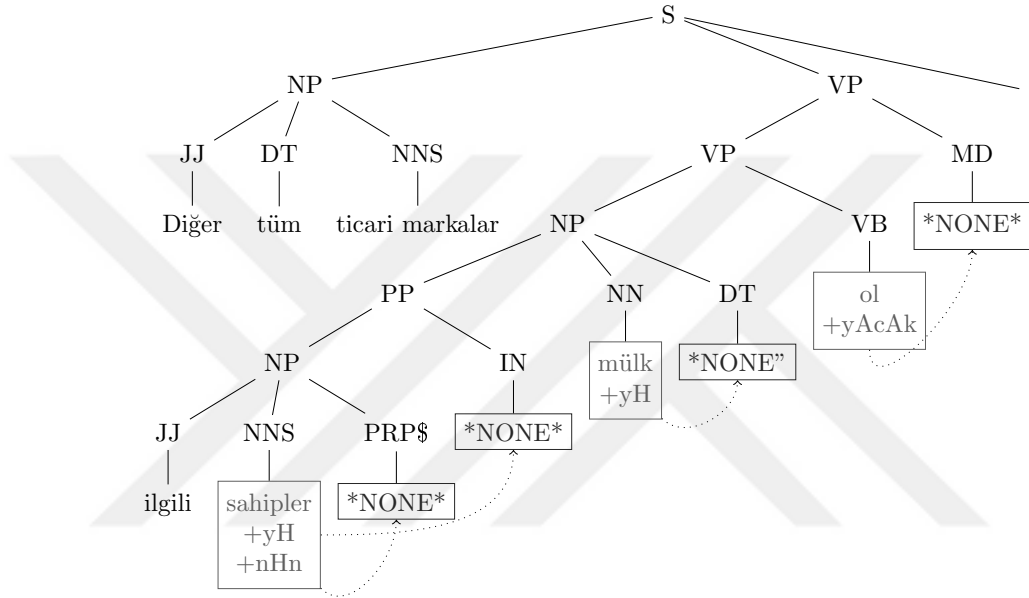 S
NP VP
JJ DT NNS VP MD
Diğer tüm ticari markalar NP VB *NONE*
PP NN DT ol
+yAcAk
NP IN mülk
+yH *NONE”
JJ NNS PRP$ *NONE*
ilgili sahipler
+yH
+nHn *NONE*